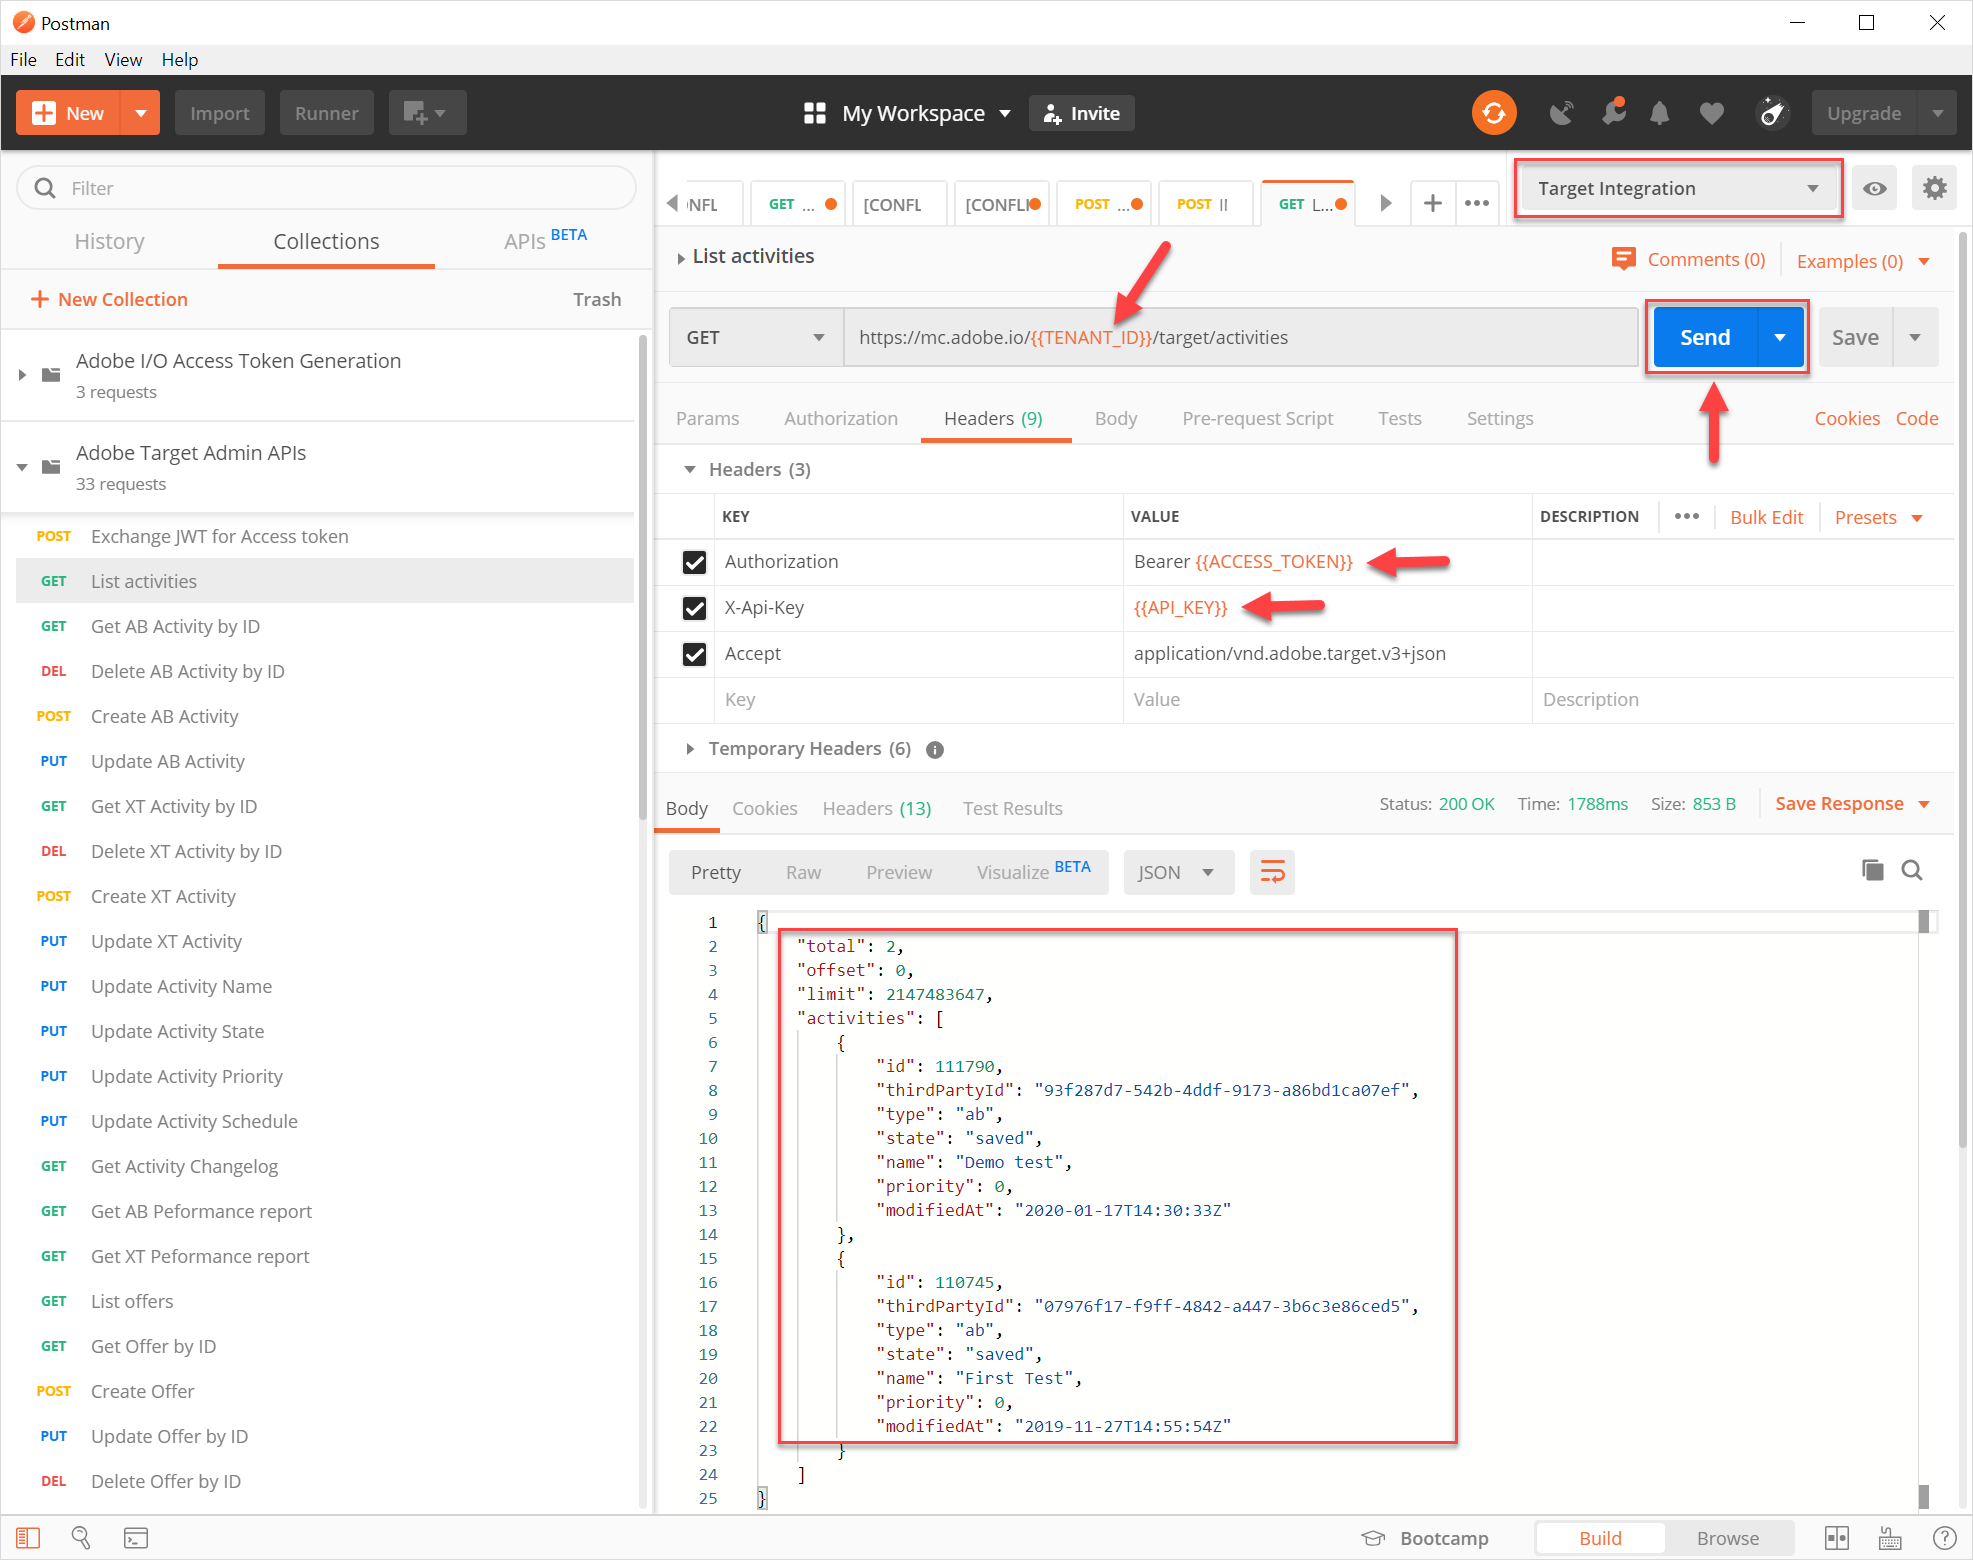 Postman
File Edit View Help
New Import Runner My Workspace Invite Upgrade
Filter
History Collections APIs BETA
New Collection Trash
Adobe I/O Access Token Generation
3 requests
Adobe Target Admin APIs
33 requests
POST Exchange JWT for Access token
GET List activities
GET Get AB Activity by ID
DEL Delete AB Activity by ID
POST Create AB Activity
PUT Update AB Activity
GET Get XT Activity by ID
DEL Delete XT Activity by ID
POST Create XT Activity
PUT Update XT Activity
PUT Update Activity Name
PUT Update Activity State
PUT Update Activity Priority
PUT Update Activity Schedule
GET Get Activity Changelog
GET Get AB Peformance report
GET Get XT Peformance report
GET List offers
GET Get Offer by ID
POST Create Offer
PUT Update Offer by ID
DEL Delete Offer by ID
GET ... [CONFL [CONFLI POST ... POST GET L... Target Integration
List activities Comments (0) Examples (0)
GET https://mc.adobe.io/{{TENANT_ID}}/target/activities Send Save
Params Authorization Headers (9) Body Pre-request Script Tests Settings Cookies Code
Headers (3)
KEY VALUE DESCRIPTION Bulk Edit Presets
Authorization Bearer {{ACCESS_TOKEN}}
X-Api-Key {{API_KEY}}
Accept application/vnd.adobe.target.v3+json
Key Value Description
Temporary Headers (6)
Body Cookies Headers (13) Test Results Status: 200 OK Time: 1788ms Size: 853 B Save Response
Pretty Raw Preview Visualize BETA JSON
1 {
2 "total": 2,
3 "offset": 0,
4 "limit": 2147483647,
5 "activities": [
6 {
7 "id": 111790,
8 "thirdPartyId": "93f287d7-542b-4ddf-9173-a86bd1ca07ef",
9 "type": "ab",
10 "state": "saved",
11 "name": "Demo test",
12 "priority": 0,
13 "modifiedAt": "2020-01-17T14:30:33Z"
14 },
15 {
16 "id": 110745,
17 "thirdPartyId": "07976f17-f9ff-4842-a447-3b6c3e86ced5",
18 "type": "ab",
19 "state": "saved",
20 "name": "First Test",
21 "priority": 0,
22 "modifiedAt": "2019-11-27T14:55:54Z"
23 }
24 ]
25 }
Bootcamp Build Browse